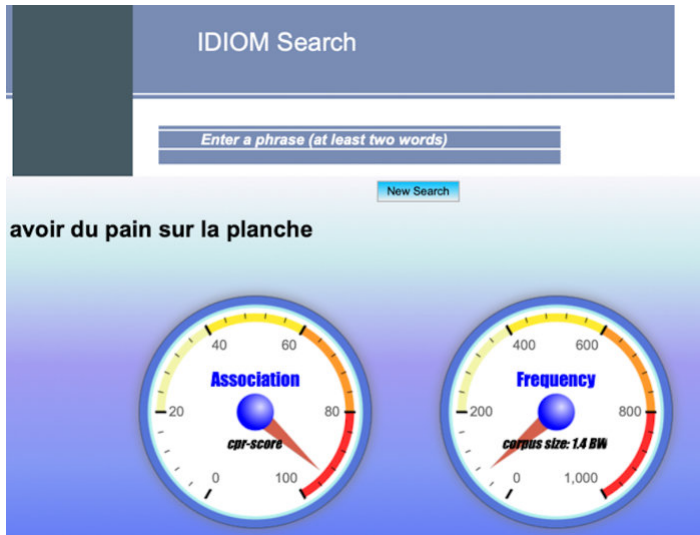 IDIOM Search
Enter a phrase (at least two words)
New Search
avoir du pain sur la planche
40 60
Association
20 80
cpr-score
0 100
400 600
Frequency
200 800
corpus size: 1.4 BW
0 1,000